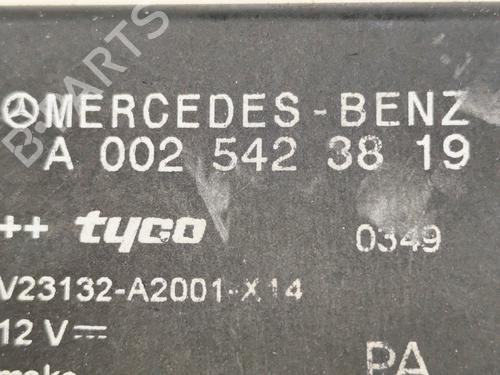 MERCEDES-BENZ
A 002 542 38 19
++ tyco 0349
V23132-A2001-X14
12 V⎓
PA